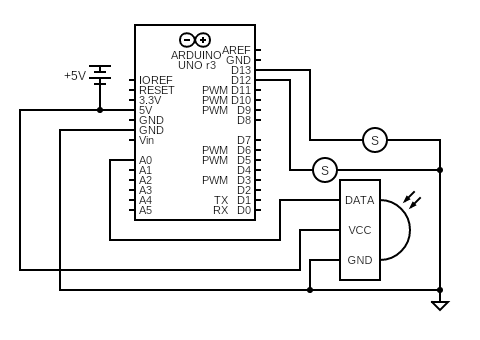 ARDUINO
UNO r3
+5V
AREF
GND
D13
D12
IOREF
RESET PWM D11
3.3V PWM D10
5V PWM D9
GND D8
GND
Vin D7
PWM D6
A0 PWM D5
A1 D4
A2 PWM D3
A3 D2
A4 TX D1
A5 RX D0
S
S
DATA
VCC
GND